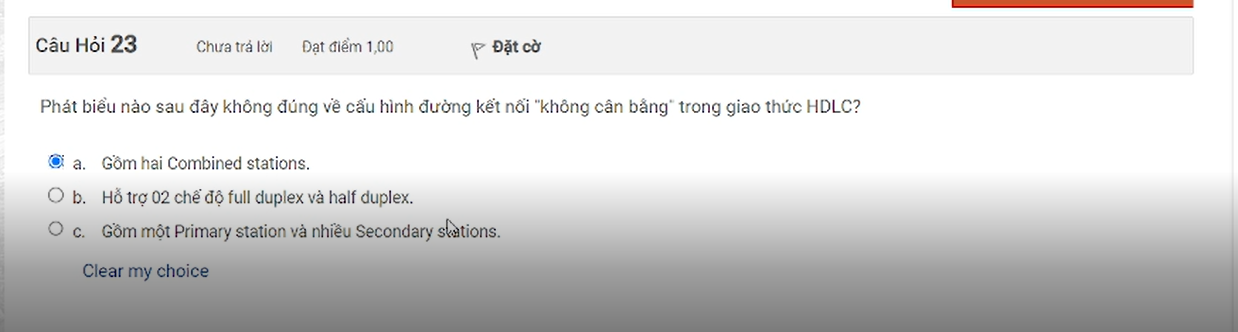 Câu Hỏi 23 Chưa trả lời Đạt điểm 1,00 Đặt cờ
Phát biểu nào sau đây không đúng về cấu hình đường kết nối "không cân bằng" trong giao thức HDLC?
a. Gồm hai Combined stations.
b. Hỗ trợ 02 chế độ full duplex và half duplex.
c. Gồm một Primary station và nhiều Secondary stations.
Clear my choice